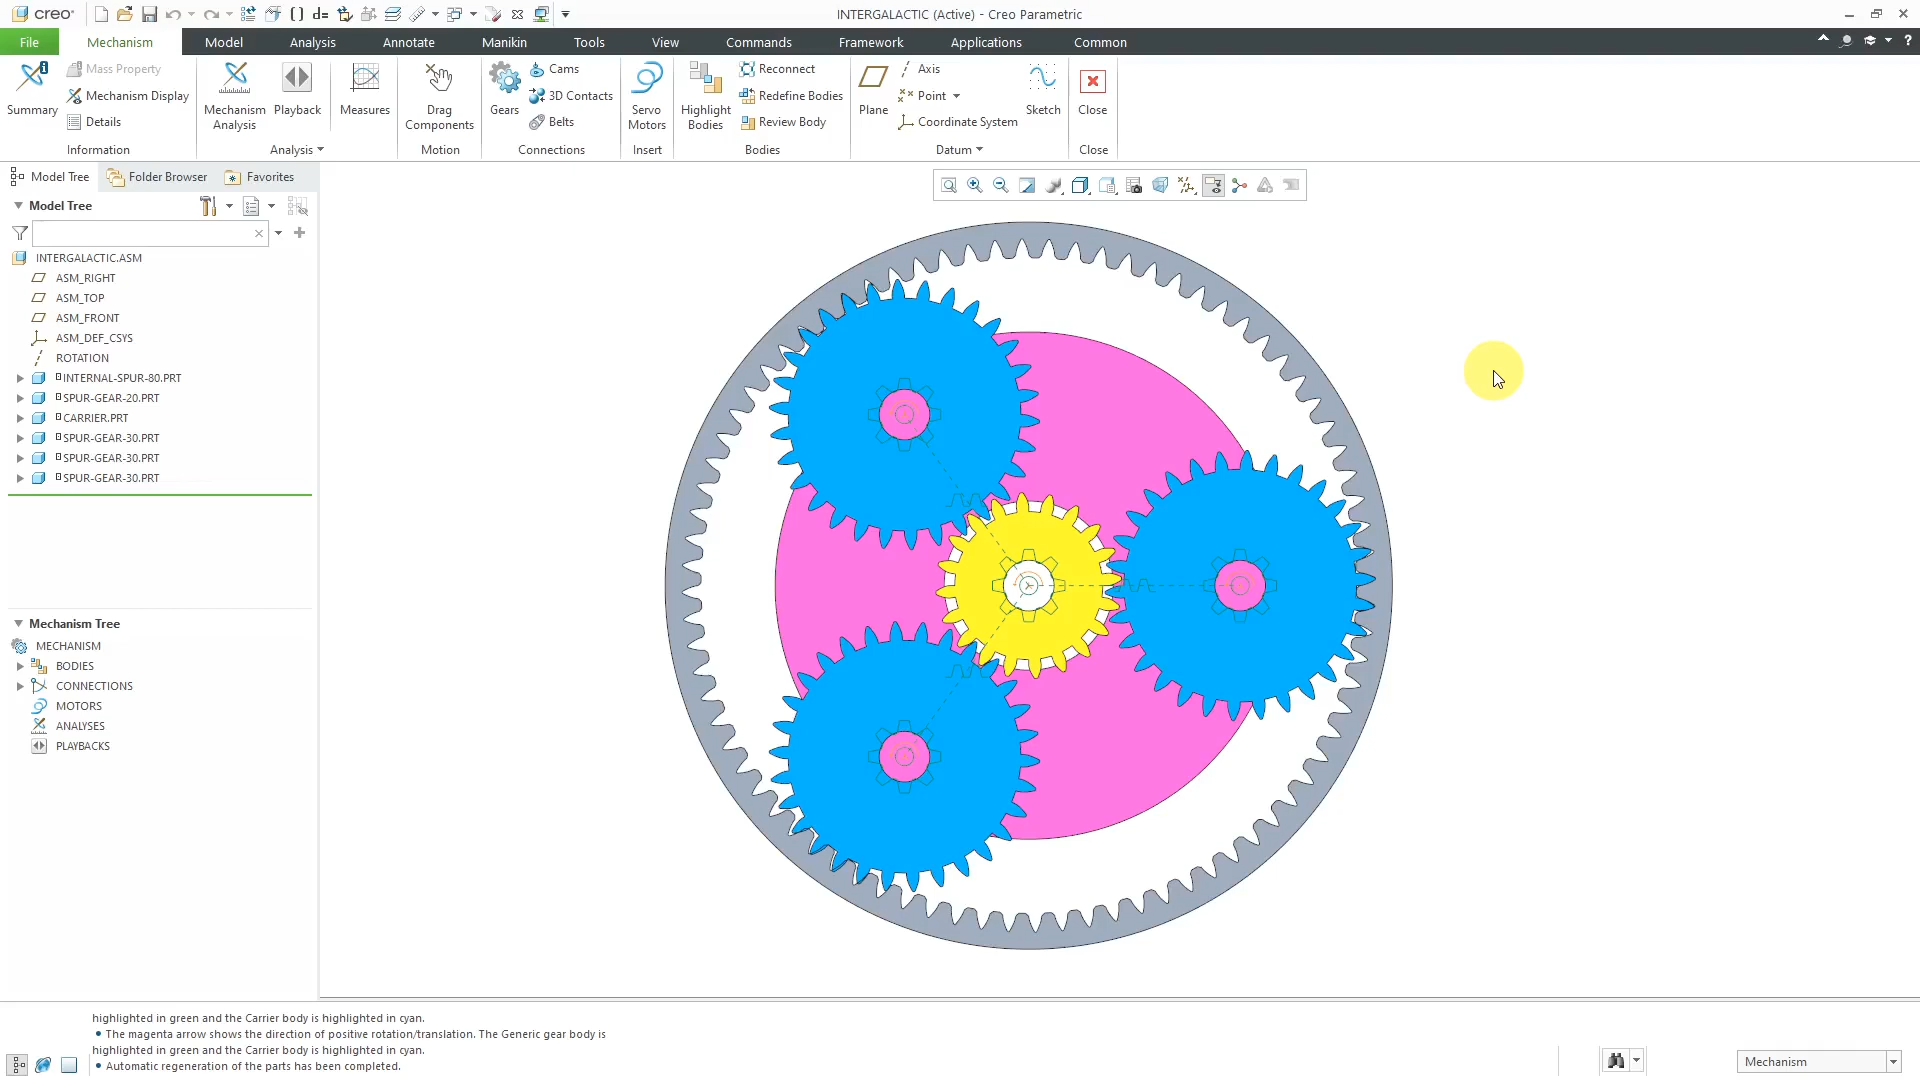 creo
INTERGALACTIC (Active) - Creo Parametric
File
Mechanism
Model
Analysis
Annotate
Manikin
Tools
View
Commands
Framework
Applications
Common
Summary
Mass Property
Mechanism Display
Details
Information
Mechanism Analysis
Playback
Measures
Analysis
Drag Components
Motion
Gears
Cams
3D Contacts
Belts
Connections
Servo Motors
Insert
Highlight Bodies
Reconnect
Redefine Bodies
Review Body
Bodies
Plane
Axis
Point
Coordinate System
Sketch
Datum
Close
Close
Model Tree
Folder Browser
Favorites
Model Tree
INTERGALACTIC.ASM
ASM_RIGHT
ASM_TOP
ASM_FRONT
ASM_DEF_CSYS
ROTATION
INTERNAL-SPUR-80.PRT
SPUR-GEAR-20.PRT
CARRIER.PRT
SPUR-GEAR-30.PRT
SPUR-GEAR-30.PRT
SPUR-GEAR-30.PRT
Mechanism Tree
MECHANISM
BODIES
CONNECTIONS
MOTORS
ANALYSES
PLAYBACKS
highlighted in green and the Carrier body is highlighted in cyan.
• The magenta arrow shows the direction of positive rotation/translation. The Generic gear body is
highlighted in green and the Carrier body is highlighted in cyan.
• Automatic regeneration of the parts has been completed.
Mechanism